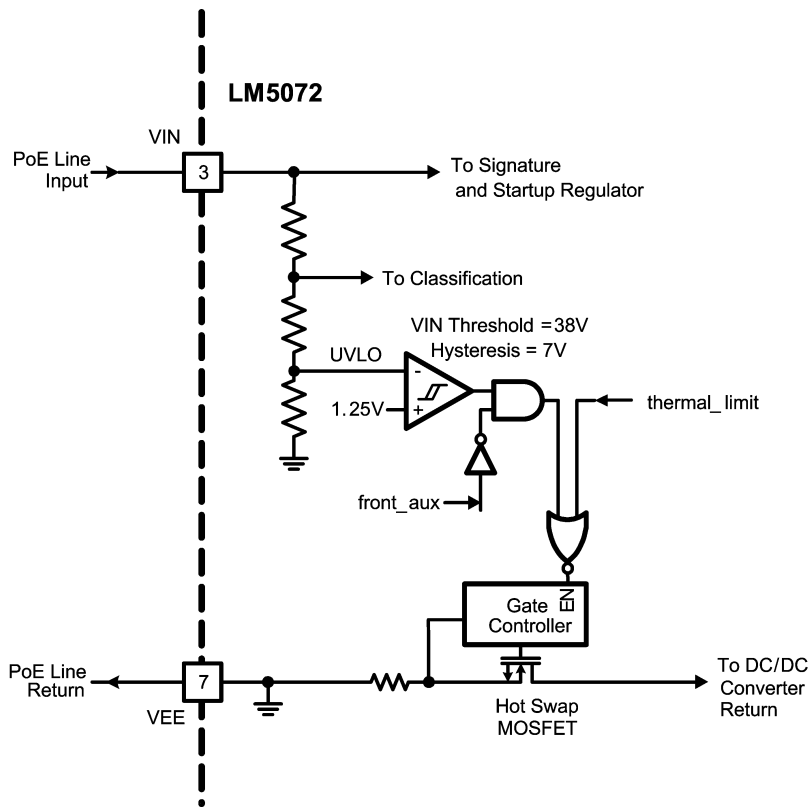 LM5072
VIN
PoE Line
Input
3
To Signature
and Startup Regulator
To Classification
VIN Threshold = 38V
Hysteresis = 7V
UVLO
-
1.25V
+
thermal_limit
front_aux
EN
Gate
Controller
PoE Line
Return
7
VEE
Hot Swap
MOSFET
To DC/DC
Converter
Return